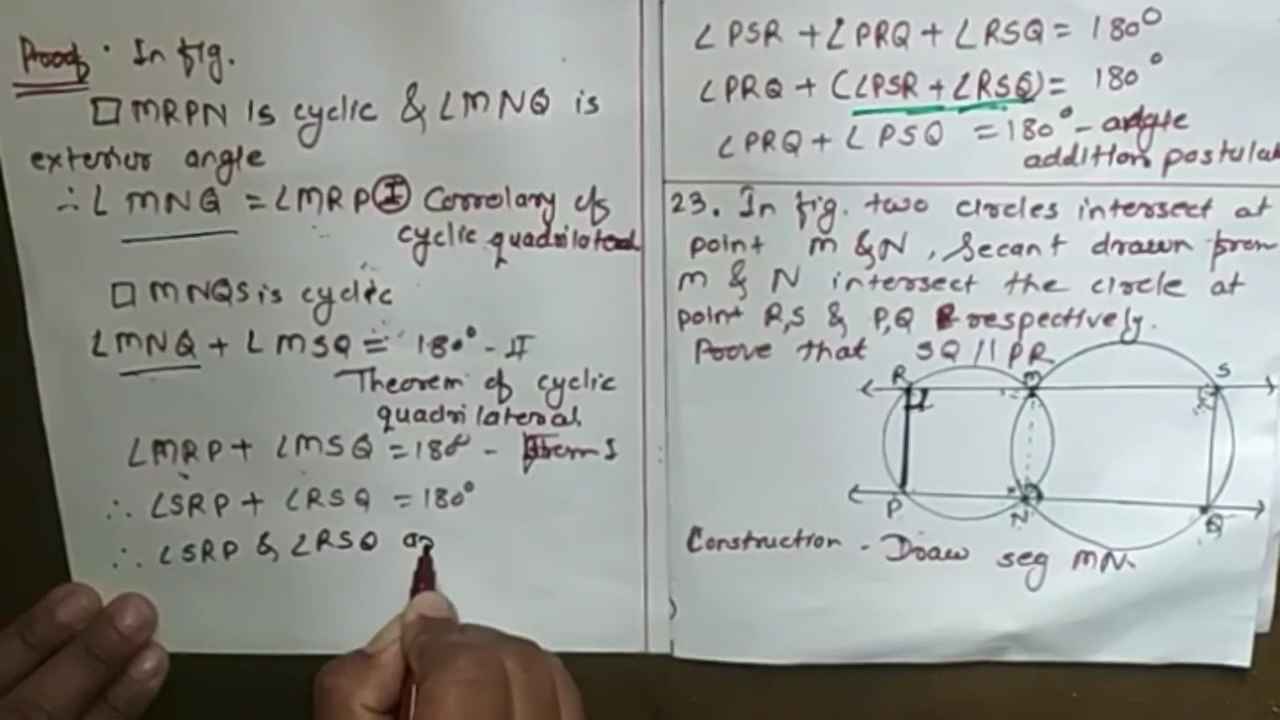 Proof. In fig.
□ MRPN is cyclic & ∠MNQ is
exterior angle
∴ ∠ MNQ = ∠MRP Ⓘ Corrolary of
cyclic quadrilateral
□ MNQS is cyclic
∠MNQ + ∠MSQ = 180° - II
Theorem of cyclic
quadrilateral
∠MRP + ∠MSQ = 180° -
∴ ∠SRP + ∠RSQ = 180°
∴ ∠SRP & ∠RSQ
∠PSR + ∠PRQ + ∠RSQ = 180°
∠PRQ + (∠PSR + ∠RSQ) = 180°
∠PRQ + ∠PSQ = 180° - angle
addition postula
23. In fig. two circles intersect at
point M & N, Secant drawn from
M & N intersect the circle at
point R,S & P,Q respectively.
Prove that SQ // PR
R M S
P N Q
Construction - Draw seg MN.